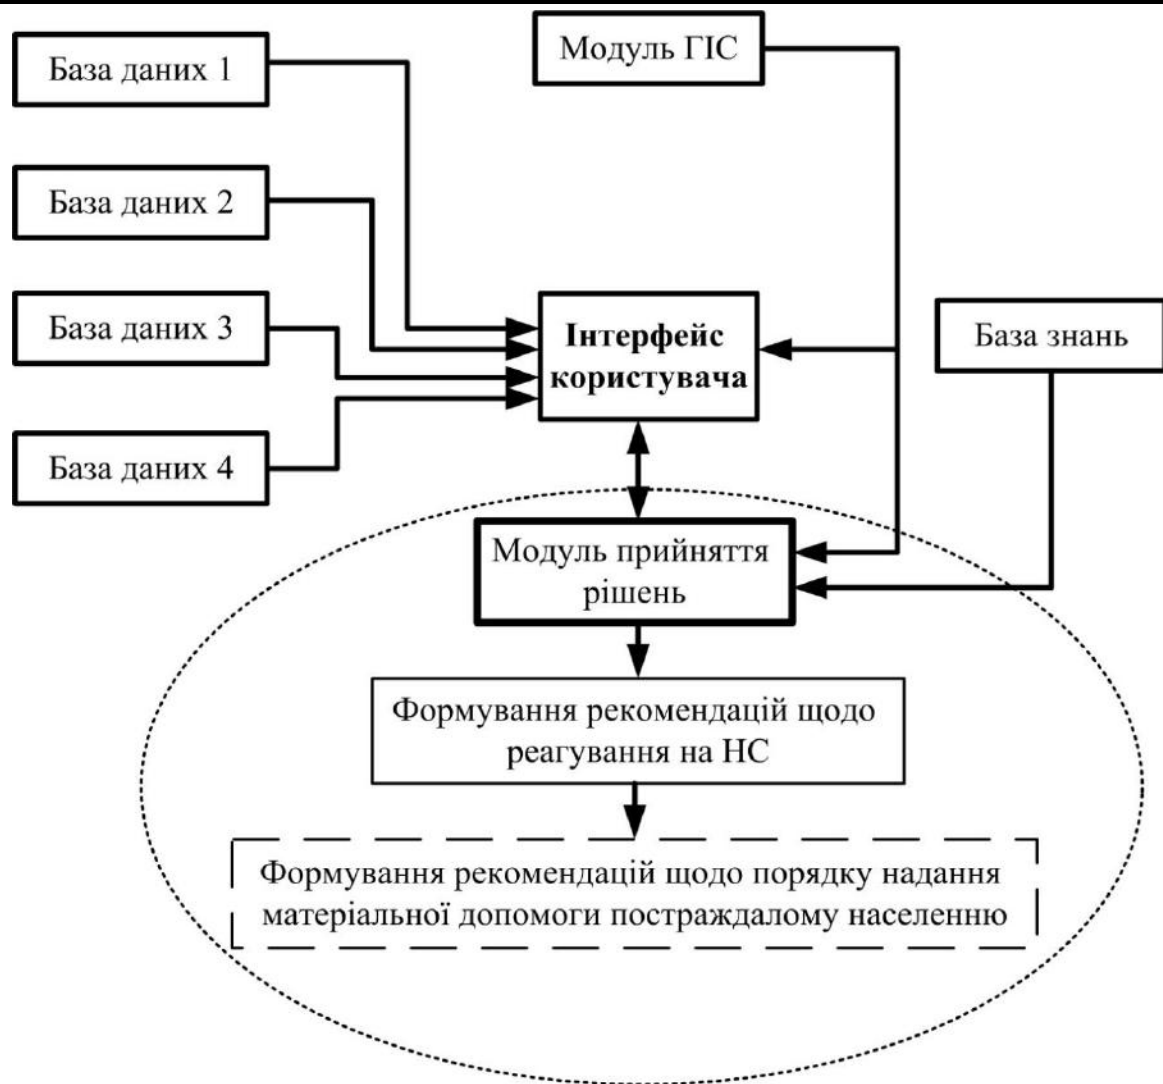 База даних 1
Модуль ГІС
База даних 2
База даних 3
База даних 4
Інтерфейс
користувача
База знань
Модуль прийняття
рішень
Формування рекомендацій щодо
реагування на НС
Формування рекомендацій щодо порядку надання
матеріальної допомоги постраждалому населенню